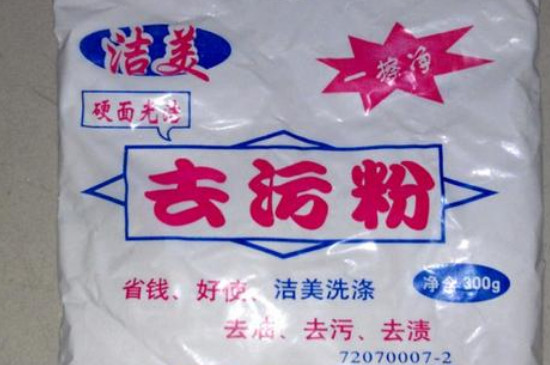 洁美
一擦净
硬面光洁
去污粉
省钱、好使、洁美洗涤
净含300g
去油、去污、去渍
72070007-2